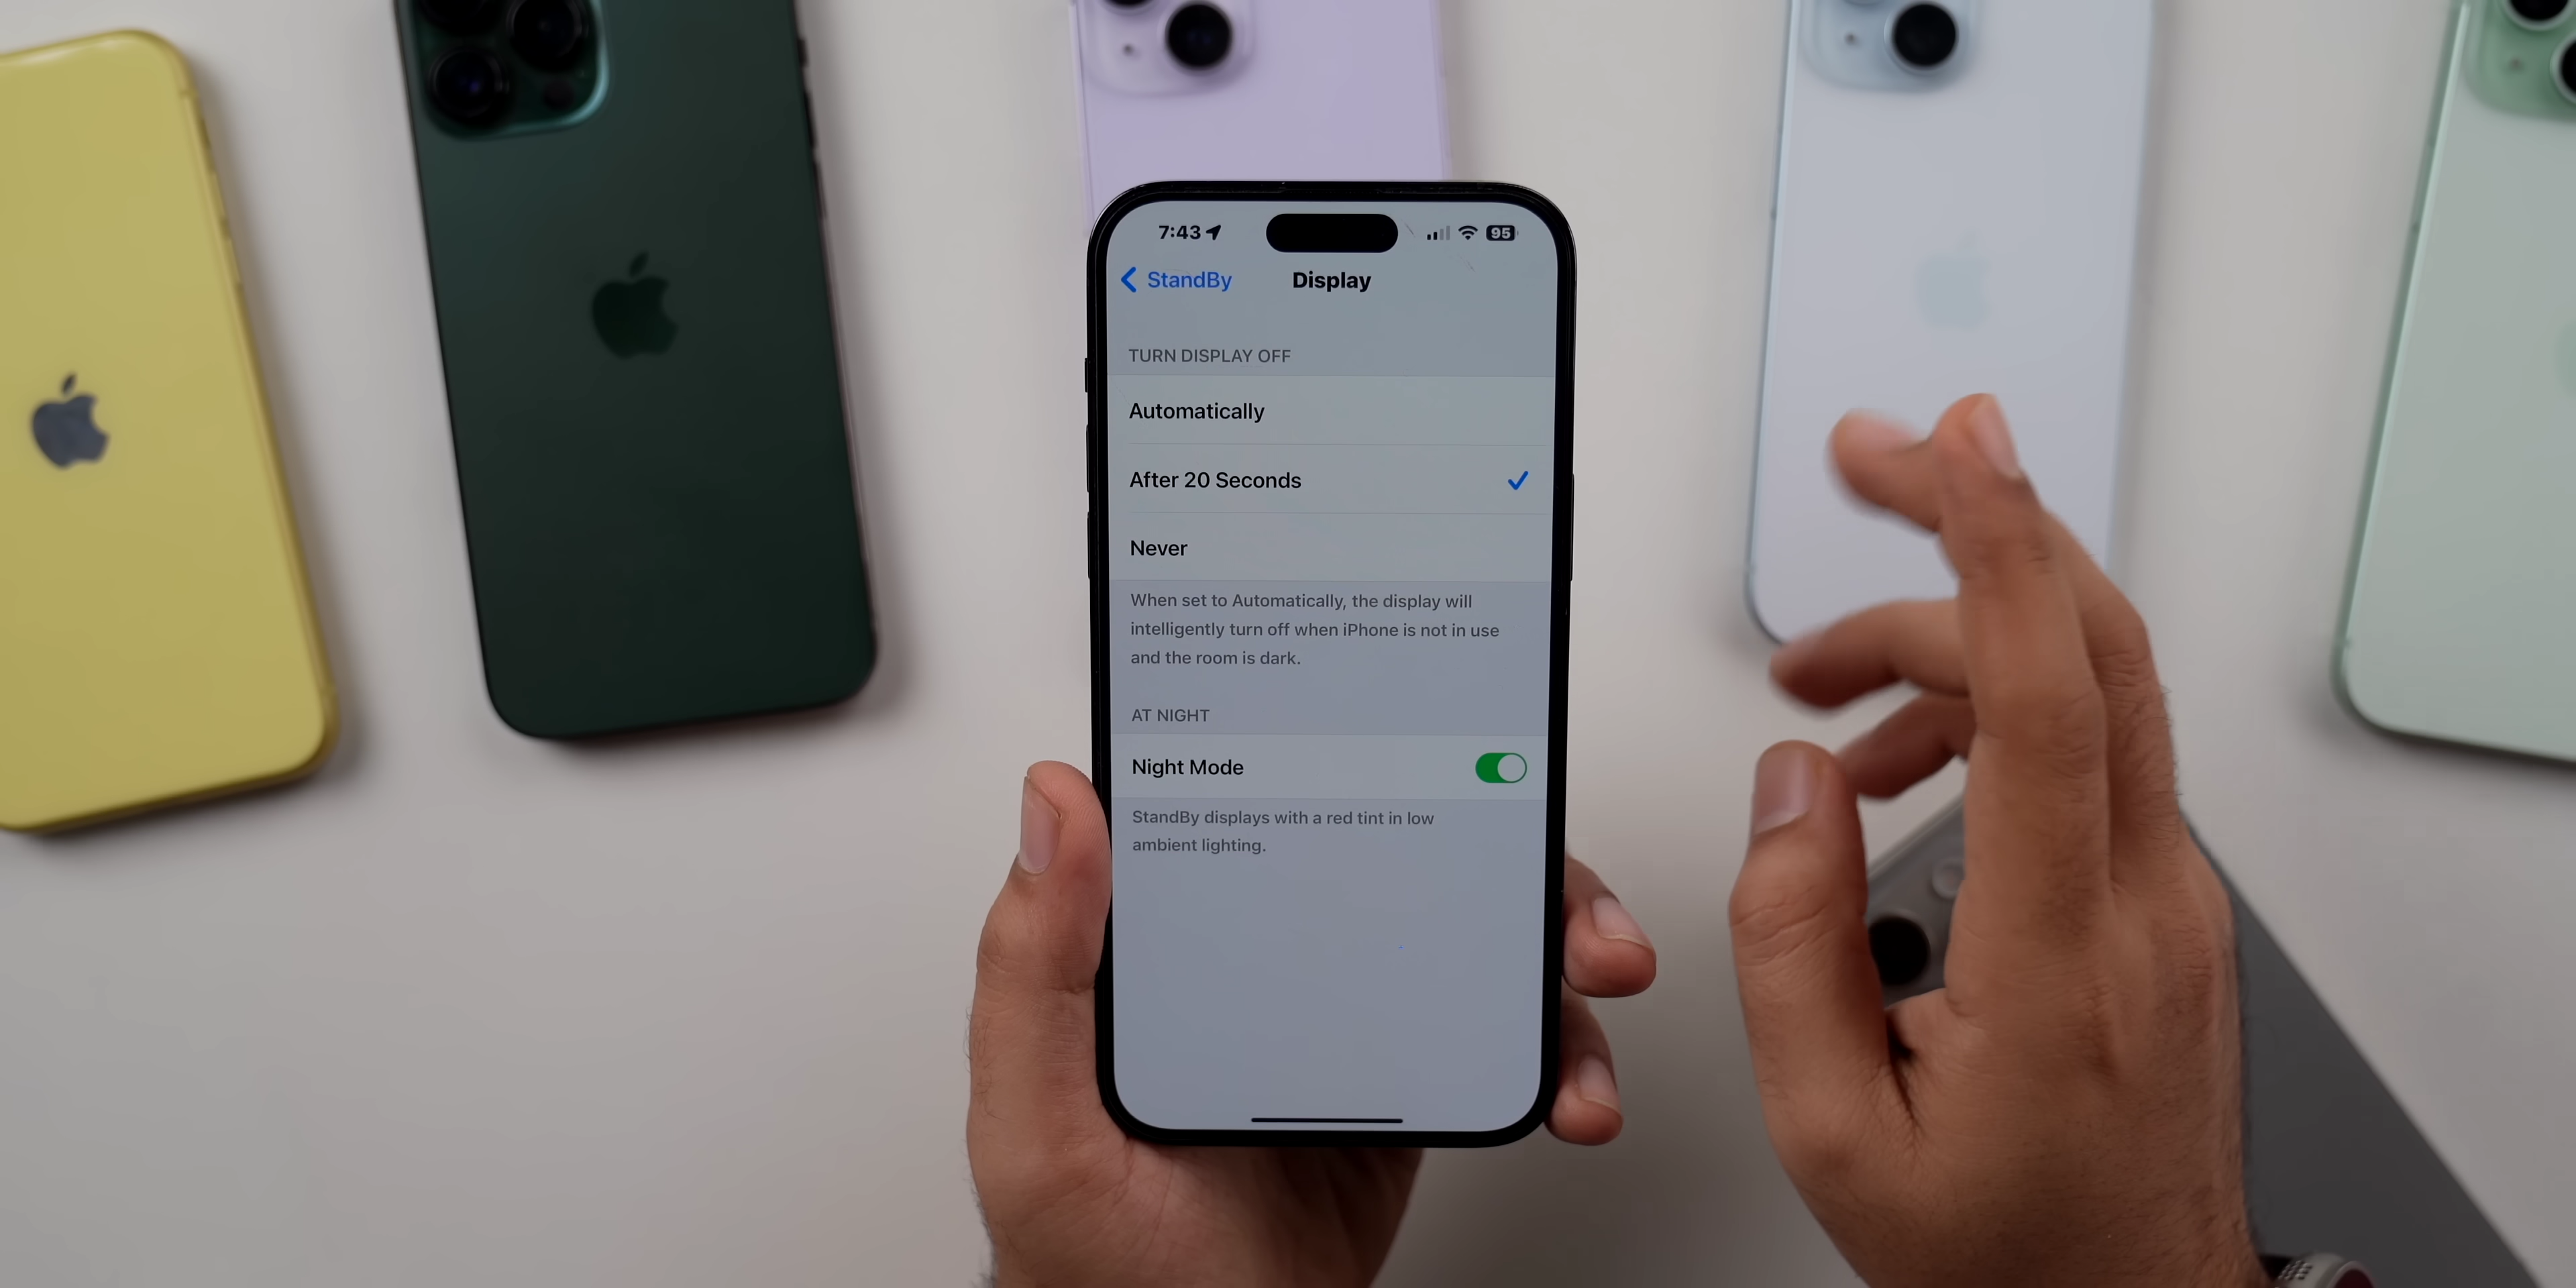 7:43
95
StandBy
Display
TURN DISPLAY OFF
Automatically
After 20 Seconds
Never
When set to Automatically, the display will
intelligently turn off when iPhone is not in use
and the room is dark.
AT NIGHT
Night Mode
StandBy displays with a red tint in low
ambient lighting.